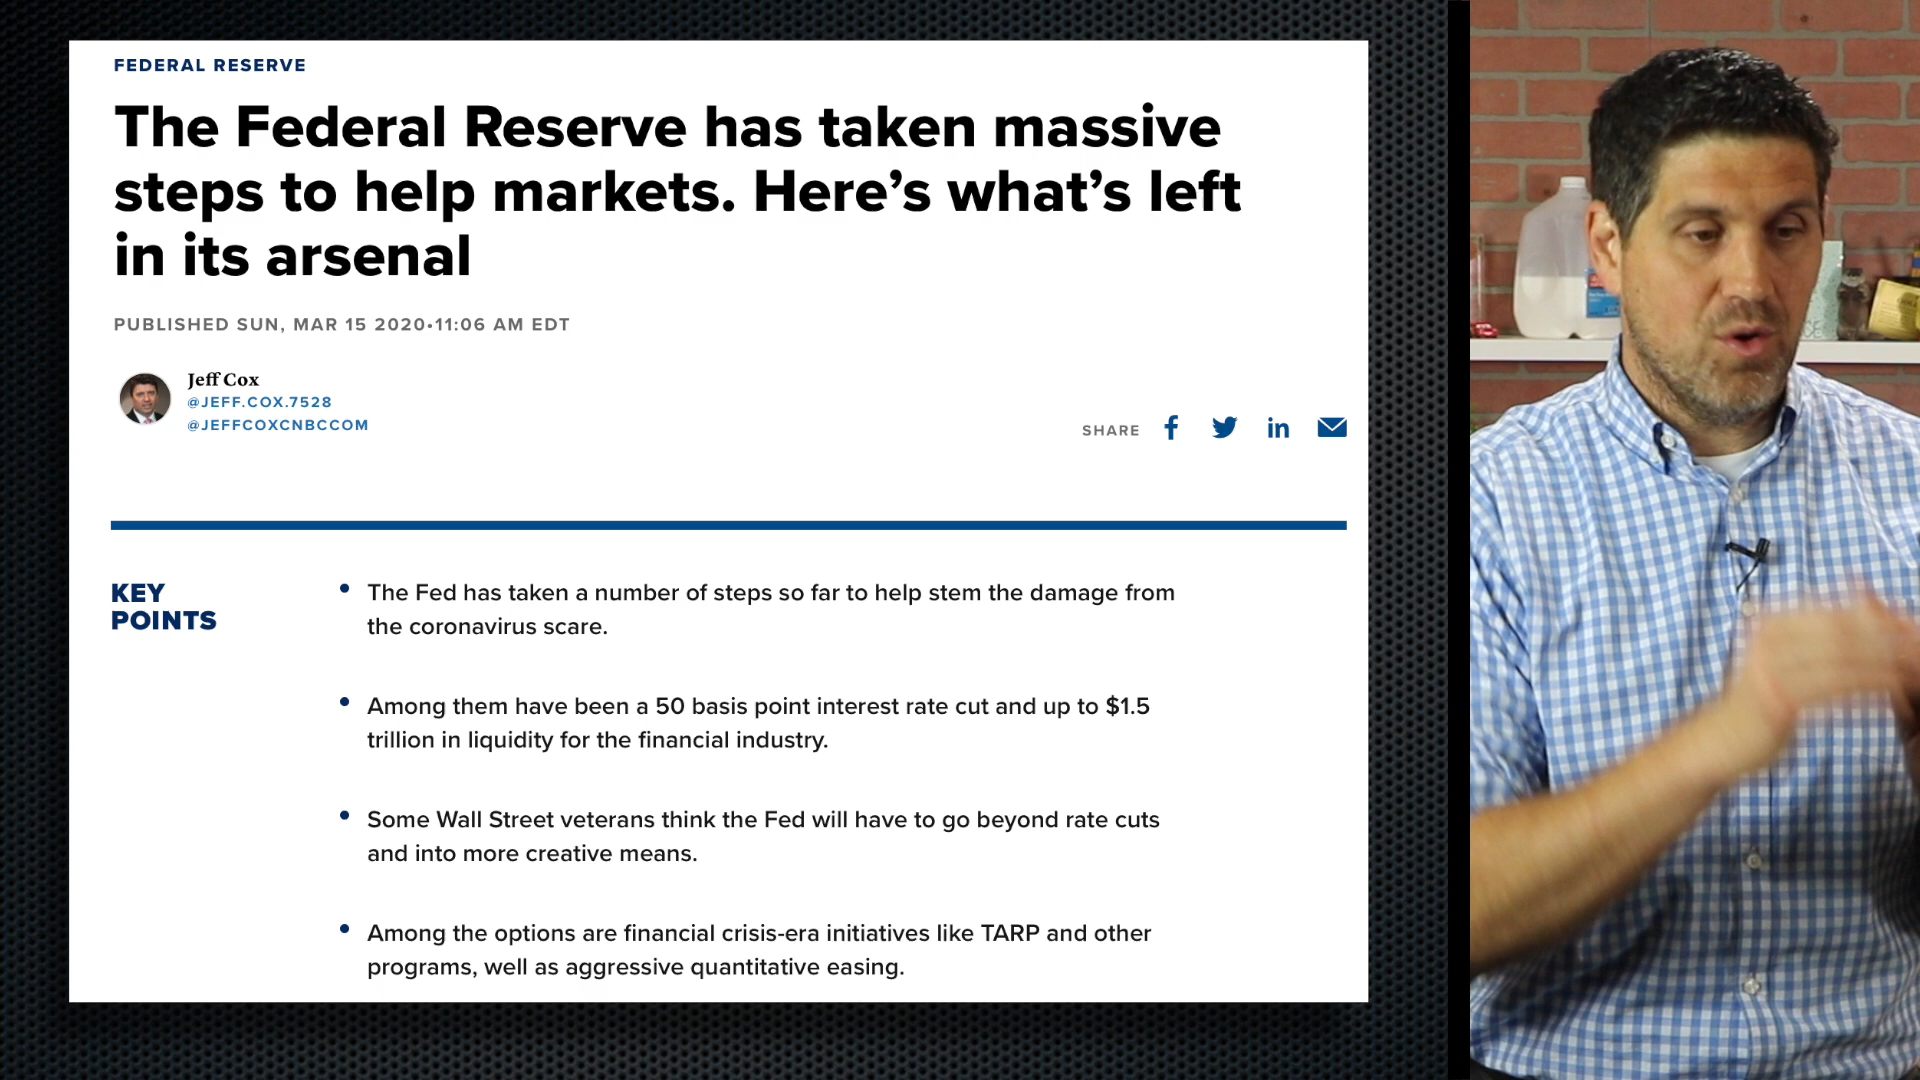 FEDERAL RESERVE
The Federal Reserve has taken massive
steps to help markets. Here’s what’s left
in its arsenal
PUBLISHED SUN, MAR 15 2020•11:06 AM EDT
Jeff Cox
@JEFF.COX.7528
@JEFFCOXCNBCCOM
SHARE
KEY
POINTS
• The Fed has taken a number of steps so far to help stem the damage from
the coronavirus scare.
• Among them have been a 50 basis point interest rate cut and up to $1.5
trillion in liquidity for the financial industry.
• Some Wall Street veterans think the Fed will have to go beyond rate cuts
and into more creative means.
• Among the options are financial crisis-era initiatives like TARP and other
programs, well as aggressive quantitative easing.